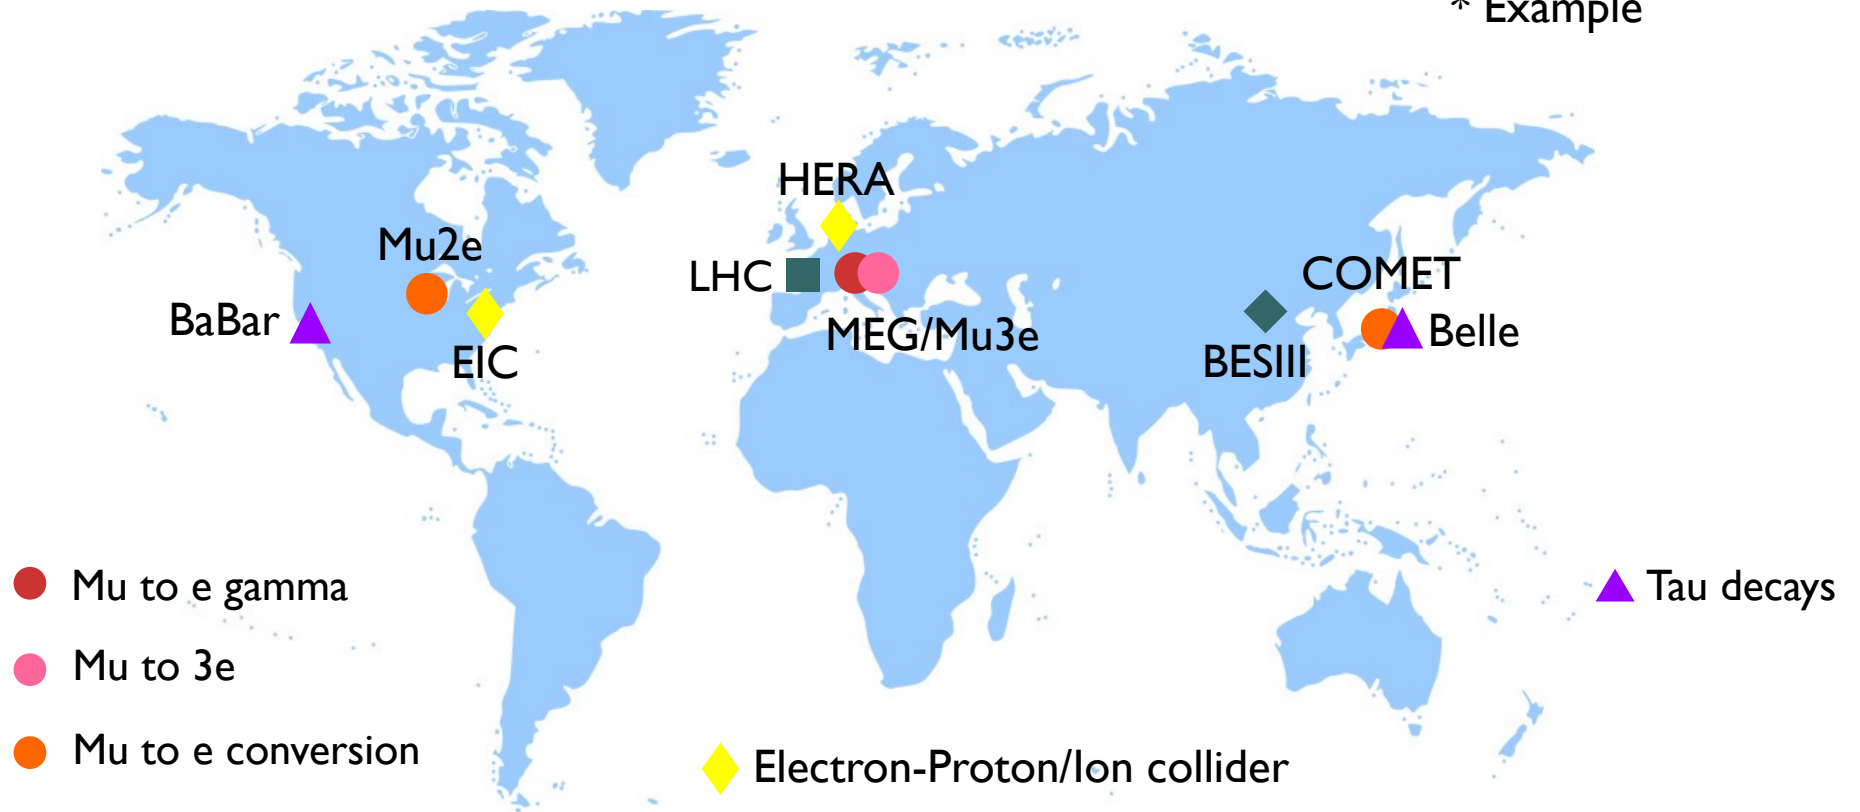 * Example
HERA
Mu2e
LHC
COMET
BaBar
MEG/Mu3e
Belle
EIC
BESIII
Mu to e gamma
Tau decays
Mu to 3e
Mu to e conversion
Electron-Proton/Ion collider